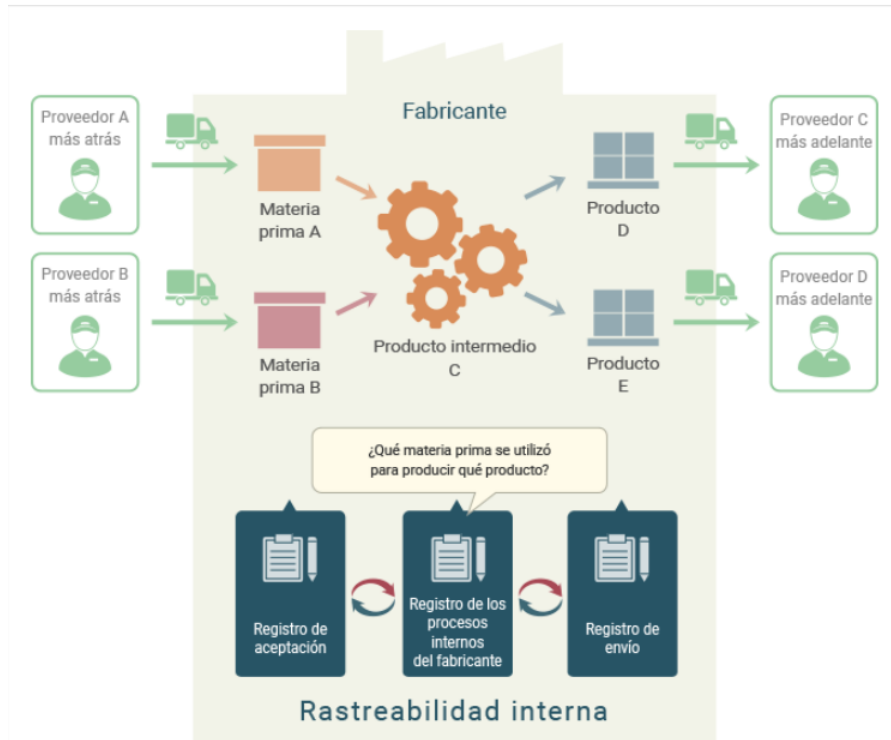 Fabricante
Proveedor A
más atrás
Materia
prima A
Producto
D
Proveedor C
más adelante
Proveedor B
más atrás
Materia
prima B
Producto intermedio
C
Producto
E
Proveedor D
más adelante
¿Qué materia prima se utilizó
para producir qué producto?
Registro de
aceptación
Registro de los
procesos
internos
del fabricante
Registro de
envío
Rastreabilidad interna